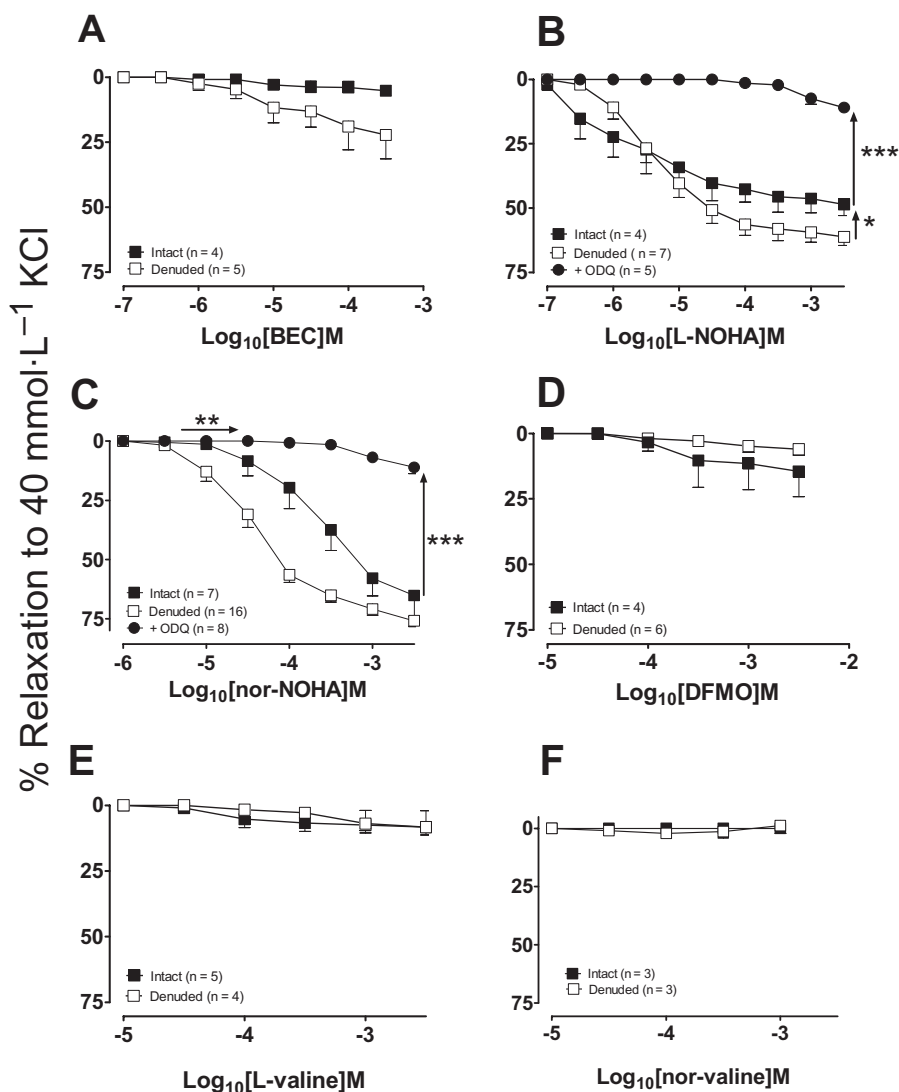 % Relaxation to 40 mmol·L⁻¹ KCl
A
0
25
50
75
Intact (n = 4)
Denuded (n = 5)
-7 -6 -5 -4 -3
Log₁₀[BEC]M
B
0
25
50
75
***
*
Intact (n = 4)
Denuded ( n = 7)
+ ODQ (n = 5)
-7 -6 -5 -4 -3
Log₁₀[L-NOHA]M
C
**
0
25
50
75
***
Intact (n = 7)
Denuded (n = 16)
+ ODQ (n = 8)
-6 -5 -4 -3
Log₁₀[nor-NOHA]M
D
0
25
50
75
Intact (n = 4)
Denuded (n = 6)
-5 -4 -3 -2
Log₁₀[DFMO]M
E
0
25
50
75
Intact (n = 5)
Denuded (n = 4)
-5 -4 -3
Log₁₀[L-valine]M
F
0
25
50
75
Intact (n = 3)
Denuded (n = 3)
-5 -4 -3
Log₁₀[nor-valine]M